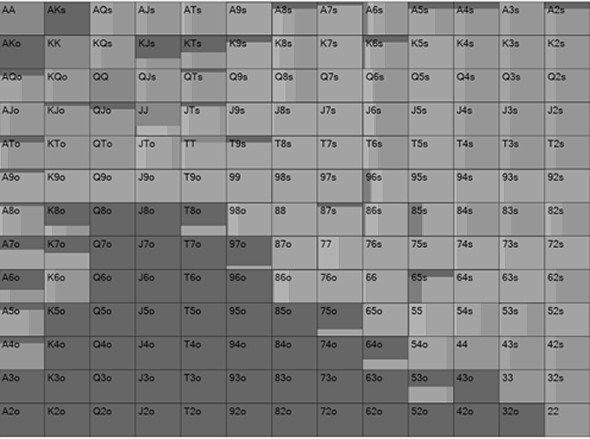 AA AKs AQs AJs ATs A9s A8s A7s A6s A5s A4s A3s A2s
AKo KK KQs KJs KTs K9s K8s K7s K6s K5s K4s K3s K2s
AQo KQo QQ QJs QTs Q9s Q8s Q7s Q6s Q5s Q4s Q3s Q2s
AJo KJo QJo JJ JTs J9s J8s J7s J6s J5s J4s J3s J2s
ATo KTo QTo JTo TT T9s T8s T7s T6s T5s T4s T3s T2s
A9o K9o Q9o J9o T9o 99 98s 97s 96s 95s 94s 93s 92s
A8o K8o Q8o J8o T8o 98o 88 87s 86s 85s 84s 83s 82s
A7o K7o Q7o J7o T7o 97o 87o 77 76s 75s 74s 73s 72s
A6o K6o Q6o J6o T6o 96o 86o 76o 66 65s 64s 63s 62s
A5o K5o Q5o J5o T5o 95o 85o 75o 65o 55 54s 53s 52s
A4o K4o Q4o J4o T4o 94o 84o 74o 64o 54o 44 43s 42s
A3o K3o Q3o J3o T3o 93o 83o 73o 63o 53o 43o 33 32s
A2o K2o Q2o J2o T2o 92o 82o 72o 62o 52o 42o 32o 22